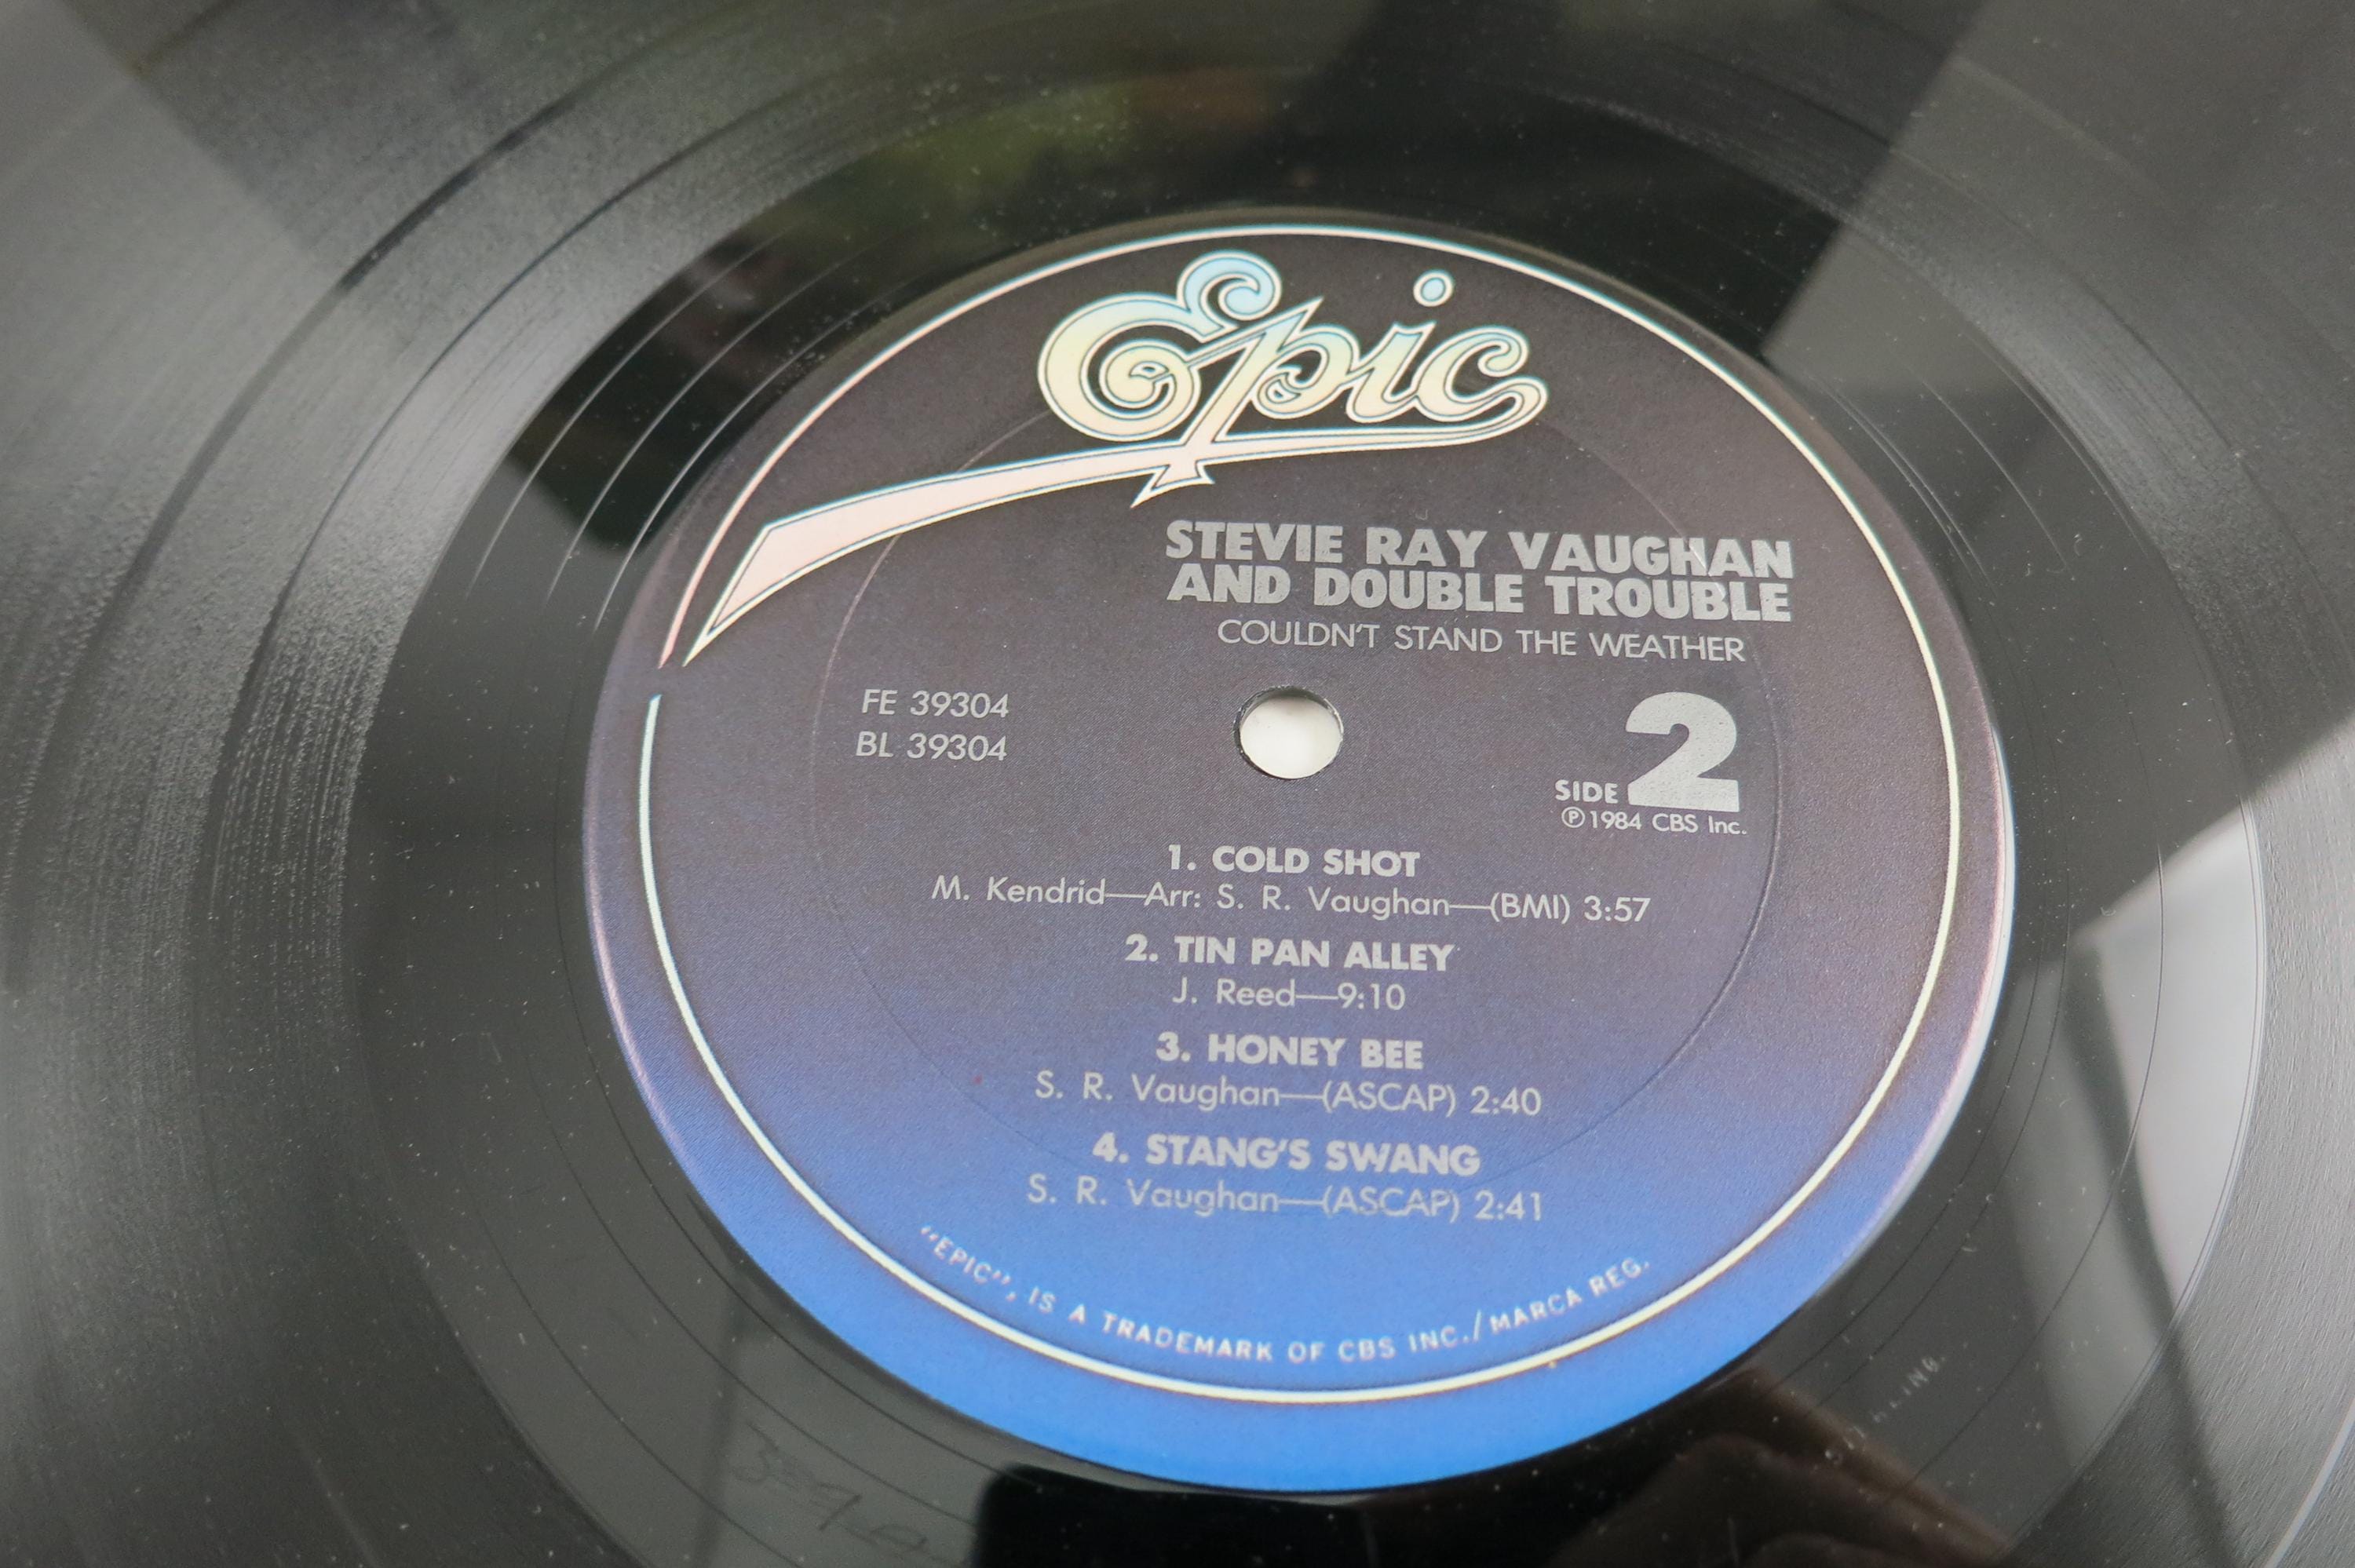 Epic
STEVIE RAY VAUGHAN
AND DOUBLE TROUBLE
COULDN'T STAND THE WEATHER
FE 39304
BL 39304
SIDE 2
Ⓟ1984 CBS Inc.
1. COLD SHOT
M. Kendrid—Arr: S. R. Vaughan—(BMI) 3:57
2. TIN PAN ALLEY
J. Reed—9:10
3. HONEY BEE
S. R. Vaughan—(ASCAP) 2:40
4. STANG'S SWANG
S. R. Vaughan—(ASCAP) 2:41
"EPIC", IS A TRADEMARK OF CBS INC./MARCA REG.